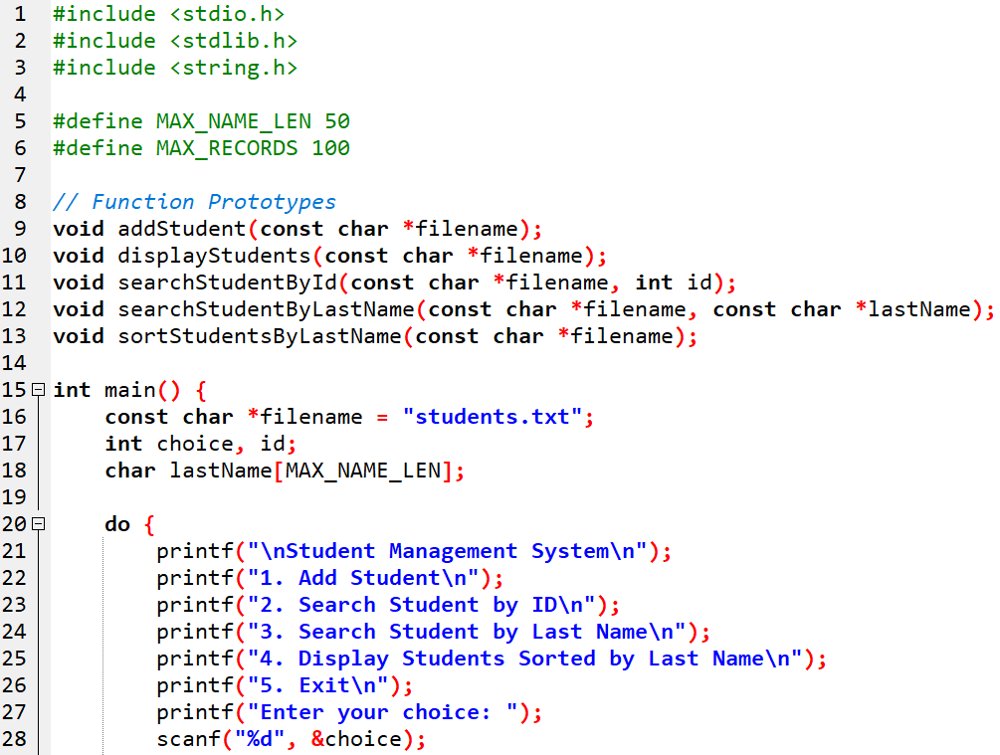 1 #include <stdio.h>
2 #include <stdlib.h>
3 #include <string.h>
4
5 #define MAX_NAME_LEN 50
6 #define MAX_RECORDS 100
7
8 // Function Prototypes
9 void addStudent(const char *filename);
10 void displayStudents(const char *filename);
11 void searchStudentById(const char *filename, int id);
12 void searchStudentByLastName(const char *filename, const char *lastName);
13 void sortStudentsByLastName(const char *filename);
14
15 int main() {
16     const char *filename = "students.txt";
17     int choice, id;
18     char lastName[MAX_NAME_LEN];
19
20     do {
21         printf("\nStudent Management System\n");
22         printf("1. Add Student\n");
23         printf("2. Search Student by ID\n");
24         printf("3. Search Student by Last Name\n");
25         printf("4. Display Students Sorted by Last Name\n");
26         printf("5. Exit\n");
27         printf("Enter your choice: ");
28         scanf("%d", &choice);